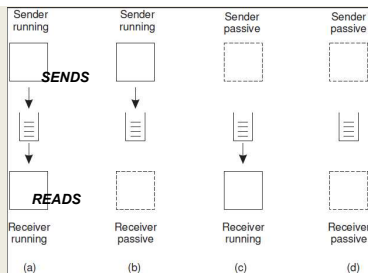 Sender Sender Sender Sender
running running passive passive
SENDS
READS
Receiver Receiver Receiver Receiver
running passive running passive
(a) (b) (c) (d)